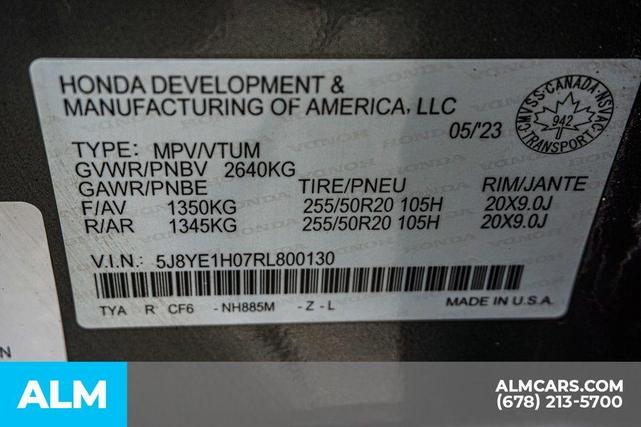 HONDA DEVELOPMENT &
MANUFACTURING OF AMERICA, LLC
05/'23
CMVSS·CANADA·NSVAC
942
TRANSPORT
TYPE: MPV/VTUM
GVWR/PNBV 2640KG
GAWR/PNBE TIRE/PNEU RIM/JANTE
F/AV 1350KG 255/50R20 105H 20X9.0J
R/AR 1345KG 255/50R20 105H 20X9.0J
V.I.N.: 5J8YE1H07RL800130
TYA R CF6 - NH885M - Z - L MADE IN U.S.A.
N
ALM
ALMCARS.COM
(678) 213-5700